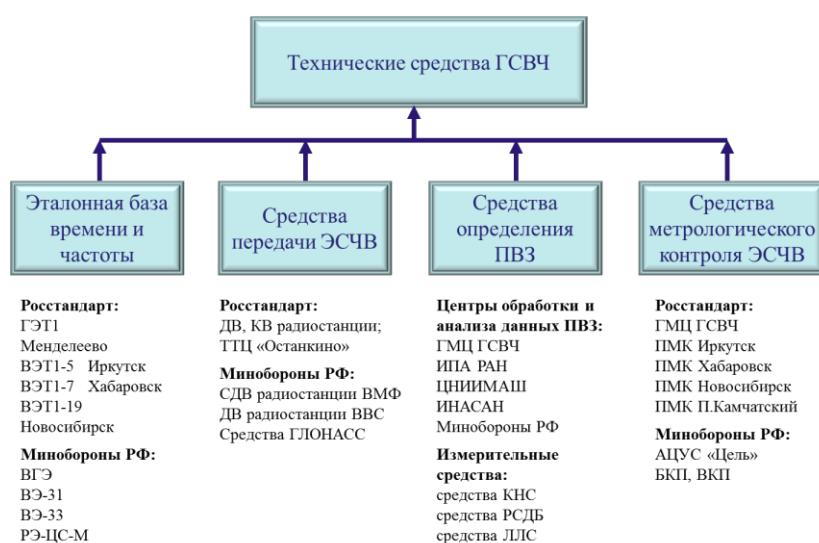 Технические средства ГСВЧ
Эталонная база
времени и
частоты
Средства
передачи ЭСЧВ
Средства
определения
ПВЗ
Средства
метрологического
контроля ЭСЧВ
Росстандарт:
ГЭТ1
Менделеево
ВЭТ1-5 Иркутск
ВЭТ1-7 Хабаровск
ВЭТ1-19
Новосибирск
Минобороны РФ:
ВГЭ
ВЭ-31
ВЭ-33
РЭ-ЦС-М
Росстандарт:
ДВ, КВ радиостанции;
ТТЦ «Останкино»
Минобороны РФ:
СДВ радиостанции ВМФ
ДВ радиостанции ВВС
Средства ГЛОНАСС
Центры обработки и
анализа данных ПВЗ:
ГМЦ ГСВЧ
ИПА РАН
ЦНИИМАШ
ИНАСАН
Минобороны РФ
Измерительные
средства:
средства КНС
средства РСДБ
средства ЛЛС
Росстандарт:
ГМЦ ГСВЧ
ПМК Иркутск
ПМК Хабаровск
ПМК Новосибирск
ПМК П.Камчатский
Минобороны РФ:
АЦУС «Цель»
БКП, ВКП